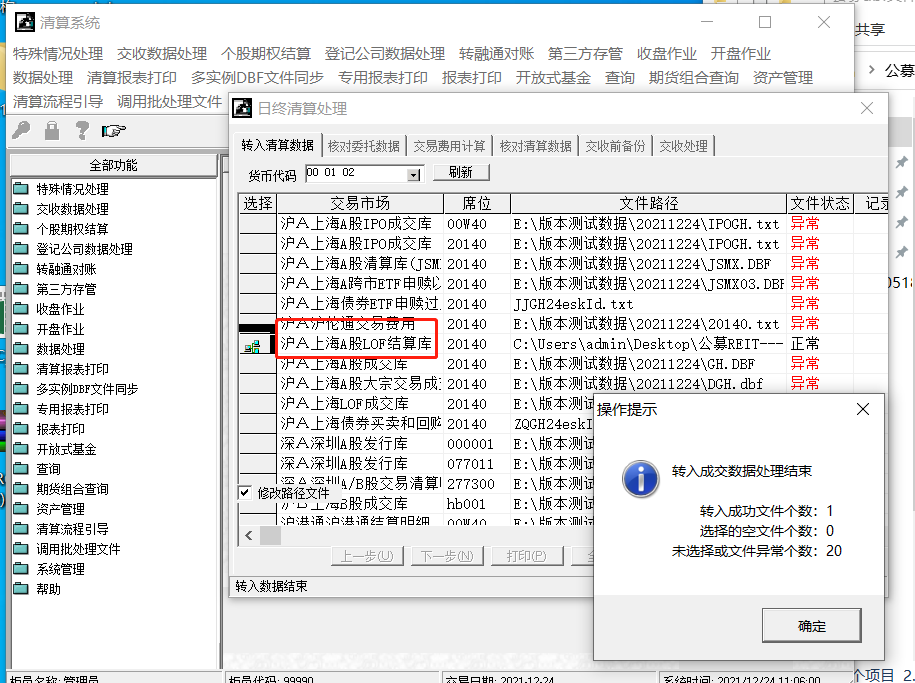 清算系统
共享
特殊情况处理 交收数据处理 个股期权结算 登记公司数据处理 转融通对账 第三方存管 收盘作业 开盘作业
数据处理 清算报表打印 多实例DBF文件同步 专用报表打印 报表打印 开放式基金 查询 期货组合查询 资产管理
公募
清算流程引导 调用批处理文件
日终清算处理
全部功能
特殊情况处理
交收数据处理
个股期权结算
登记公司数据处理
转融通对账
第三方存管
收盘作业
开盘作业
数据处理
清算报表打印
多实例DBF文件同步
专用报表打印
报表打印
开放式基金
查询
期货组合查询
资产管理
清算流程引导
调用批处理文件
系统管理
帮助
转入清算数据 核对委托数据 交易费用计算 核对清算数据 交收前备份 交收处理
货币代码 00 01 02 刷新
选择 交易市场 席位 文件路径 文件状态 记录
沪A上海A股IPO成交库 00W40 E:\版本测试数据\20211224\IPOGH.txt 异常
沪A上海A股IPO成交库 20140 E:\版本测试数据\20211224\IPOGH.txt 异常
沪A上海A股清算库(JSM 20140 E:\版本测试数据\20211224\JSMX.DBF 异常
沪A上海A跨市ETF申赎 20140 E:\版本测试数据\20211224\JSMX03.DBF 异常
沪A上海债券ETF申赎过 20140 JJGH24eskId.txt 异常
沪A沪伦通交易费用 20140 E:\版本测试数据\20211224\20140.txt 异常
沪A上海A股LOF结算库 20140 C:\Users\admin\Desktop\公募REIT--- 正常
沪A上海A股成交库 20140 E:\版本测试数据\20211224\GH.DBF 异常
沪A上海A股大宗交易成 20140 E:\版本测试数据\20211224\DGH.dbf 异常
沪A上海LOF成交库 20140 E:\版本测试
沪A上海债券买卖和回购 20140 ZQGH24eskI
深A深圳A股发行库 000001 E:\版本测试
深A深圳A股发行库 077011 E:\版本测试
深A深圳A/B股交易清算 277300 E:\版本测试
沪B上海B股成交库 hb001 E:\版本测试
沪港通沪港通结算明细 00W40 E:\版本测试
修改路径文件
上一步(U) 下一步(N) 打印(P) 全
转入数据结束
操作提示
转入成交数据处理结束
转入成功文件个数: 1
选择的空文件个数: 0
未选择或文件异常个数: 20
确定
柜员名称: 管理员 柜员代码: 99990 交易日期: 2021-12-24 系统时间: 2021/12/24 11:06:00
051
个项目 2.